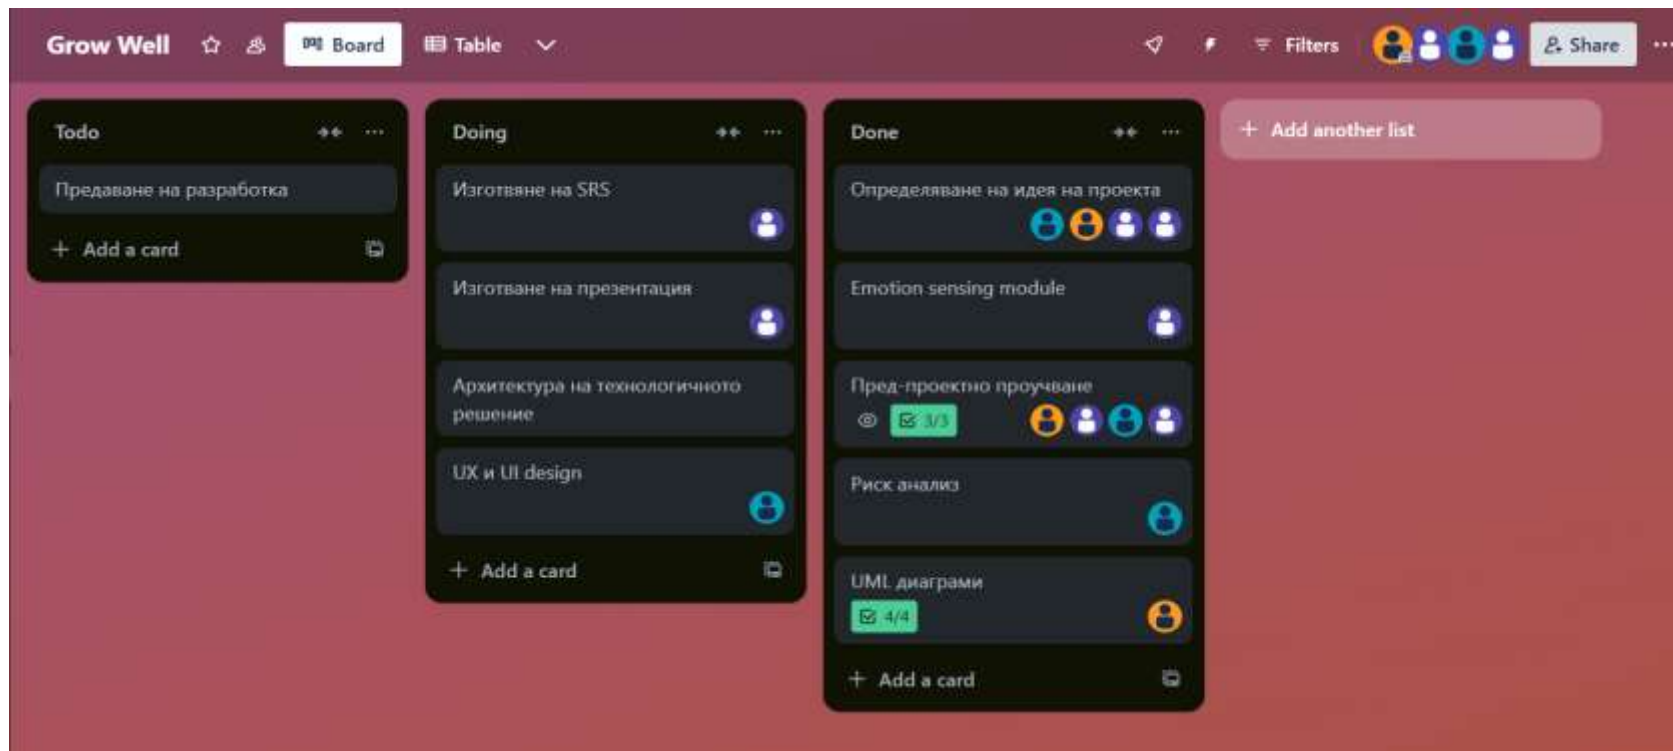 Grow Well
Board
Table
Filters
Share
Todo
Предаване на разработка
+ Add a card
Doing
Изготвяне на SRS
Изготване на презентация
Архитектура на технологичното
решение
UX и UI design
+ Add a card
Done
Определяване на идея на проекта
Emotion sensing module
Пред-проектно проучване
3/3
Риск анализ
UML диаграми
4/4
+ Add a card
+ Add another list